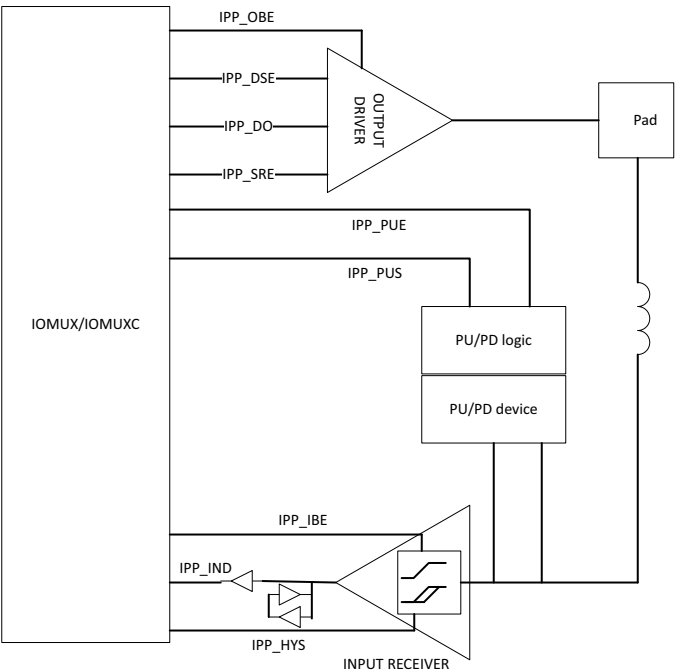 IPP_OBE
IPP_DSE
OUTPUT
DRIVER
IPP_DO
Pad
IPP_SRE
IPP_PUE
IPP_PUS
IOMUX/IOMUXC
PU/PD logic
PU/PD device
IPP_IBE
IPP_IND
IPP_HYS
INPUT RECEIVER